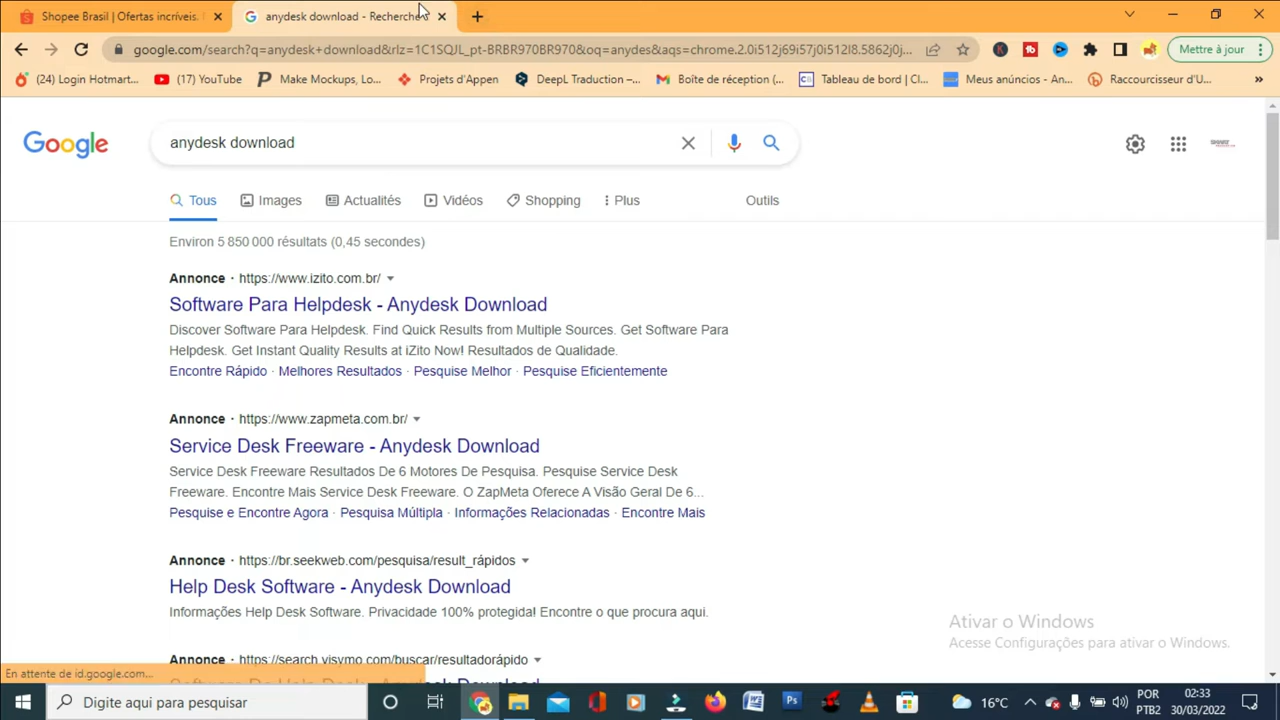 Shopee Brasil | Ofertas incríveis.
anydesk download - Recherche
google.com/search?q=anydesk+download&rlz=1C1SQJL_pt-BRBR970BR970&oq=anydes&aqs=chrome.2.0i512j69i57j0i512l8.5862j0j...
Mettre à jour
(24) Login Hotmart...
(17) YouTube
Make Mockups, Lo...
Projets d'Appen
DeepL Traduction –...
Boîte de réception (...
Tableau de bord | Cl...
Meus anúncios - An...
Raccourcisseur d'U...
Google
anydesk download
Tous
Images
Actualités
Vidéos
Shopping
Plus
Outils
Environ 5 850 000 résultats (0,45 secondes)
Annonce · https://www.izito.com.br/
Software Para Helpdesk - Anydesk Download
Discover Software Para Helpdesk. Find Quick Results from Multiple Sources. Get Software Para
Helpdesk. Get Instant Quality Results at iZito Now! Resultados de Qualidade.
Encontre Rápido · Melhores Resultados · Pesquise Melhor · Pesquise Eficientemente
Annonce · https://www.zapmeta.com.br/
Service Desk Freeware - Anydesk Download
Service Desk Freeware Resultados De 6 Motores De Pesquisa. Pesquise Service Desk
Freeware. Encontre Mais Service Desk Freeware. O ZapMeta Oferece A Visão Geral De 6...
Pesquise e Encontre Agora · Pesquisa Múltipla · Informações Relacionadas · Encontre Mais
Annonce · https://br.seekweb.com/pesquisa/result_rápidos
Help Desk Software - Anydesk Download
Informações Help Desk Software. Privacidade 100% protegida! Encontre o que procura aqui.
Annonce · https://search.visymo.com/buscar/resultadorápido
Ativar o Windows
Acesse Configurações para ativar o Windows.
En attente de id.google.com...
Digite aqui para pesquisar
16°C
POR
PTB2
02:33
30/03/2022